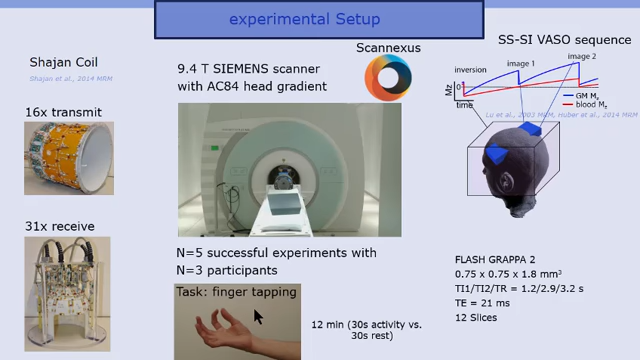 experimental Setup
Shajan Coil
Shajan et al., 2014 MRM
16x transmit
31x receive
9.4 T SIEMENS scanner
with AC84 head gradient
Scannexus
N=5 successful experiments with
N=3 participants
Task: finger tapping
12 min (30s activity vs.
30s rest)
SS-SI VASO sequence
image 2
image 1
inversion
Mz
0
time
GM Mz
blood Mz
Lu et al., 2003 MRM, Huber et al., 2014 MRM
FLASH GRAPPA 2
0.75 x 0.75 x 1.8 mm³
TI1/TI2/TR = 1.2/2.9/3.2 s
TE = 21 ms
12 Slices